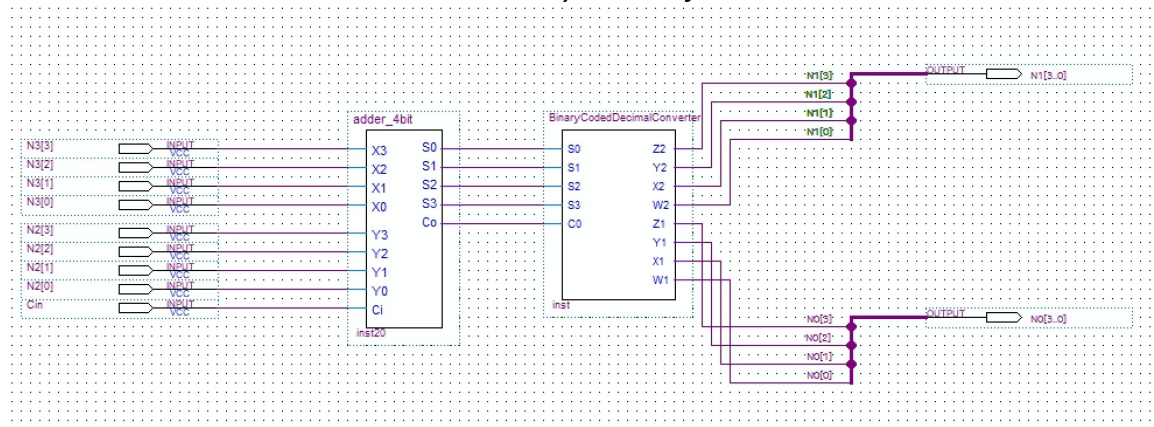 N3[3] INPUT VCC
N3[2] INPUT VCC
N3[1] INPUT VCC
N3[0] INPUT VCC
N2[3] INPUT VCC
N2[2] INPUT VCC
N2[1] INPUT VCC
N2[0] INPUT VCC
Cin INPUT VCC
adder_4bit
X3 S0
X2 S1
X1 S2
X0 S3
Co
Y3
Y2
Y1
Y0
Ci
inst20
BinaryCodedDecimalConverter
S0 Z2
S1 Y2
S2 X2
S3 W2
C0 Z1
Y1
X1
W1
inst
N1[3]
N1[2]
N1[1]
N1[0]
OUTPUT N1[3..0]
N0[3]
N0[2]
N0[1]
N0[0]
OUTPUT N0[3..0]